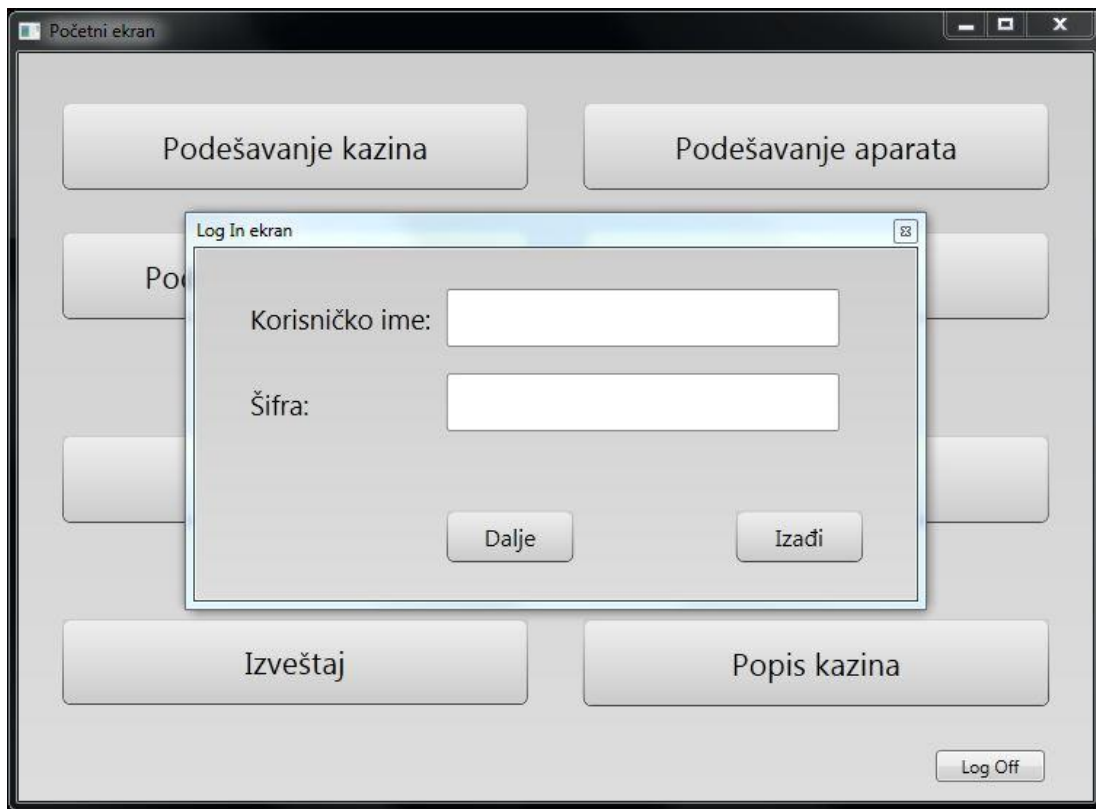 Početni ekran
Podešavanje kazina
Podešavanje aparata
Log In ekran
Korisničko ime:
Šifra:
Dalje
Izađi
Izveštaj
Popis kazina
Log Off